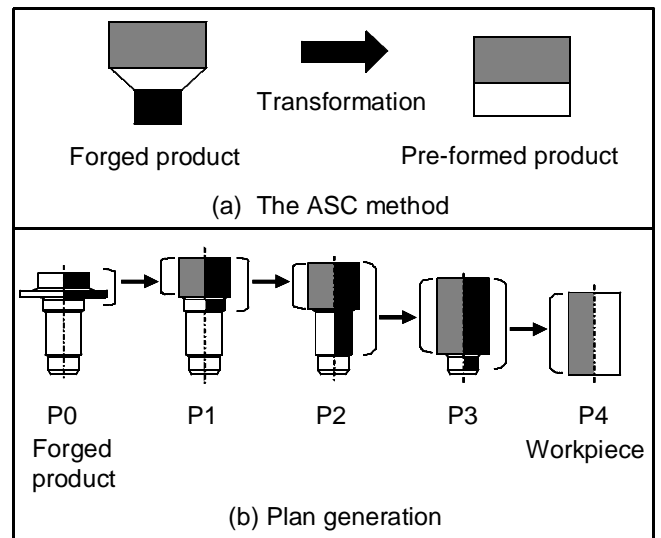 Transformation
Forged product
Pre-formed product
(a) The ASC method
P0
P1
P2
P3
P4
Forged
product
Workpiece
(b) Plan generation